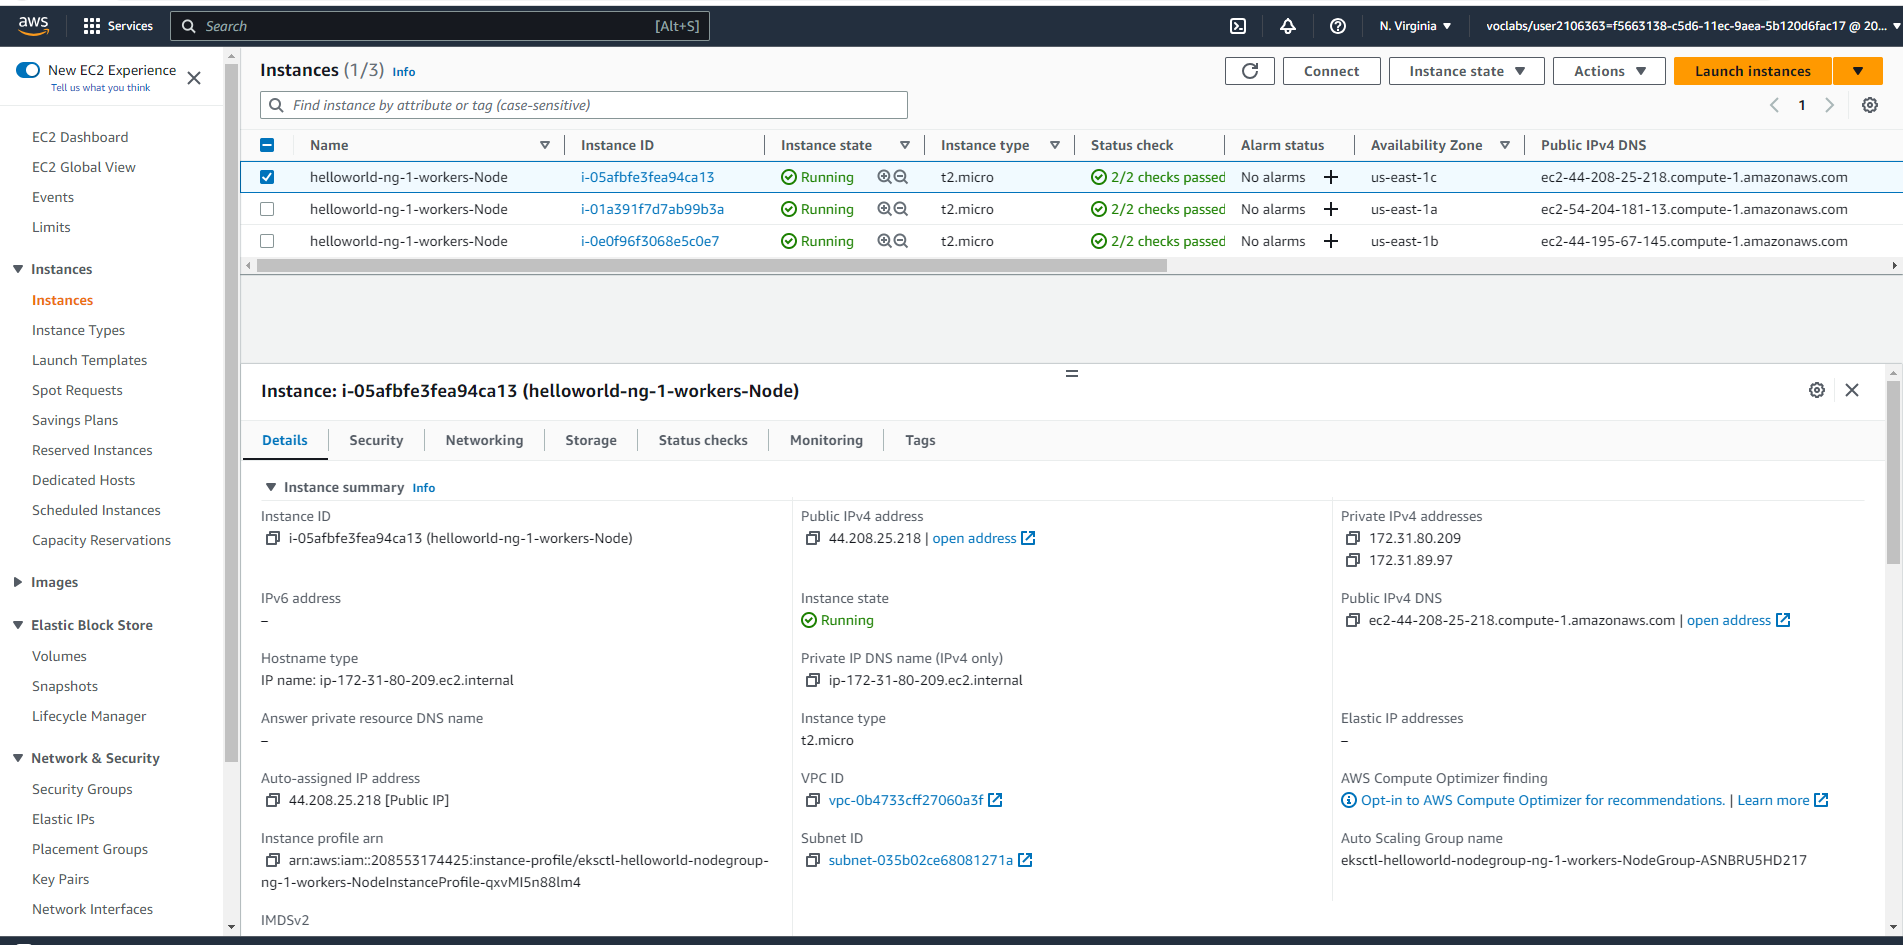 aws
Services
Search [Alt+S]
N. Virginia
voclabs/user2106363=f5663138-c5d6-11ec-9aea-5b120d6fac17 @ 20...
New EC2 Experience
Tell us what you think
EC2 Dashboard
EC2 Global View
Events
Limits
Instances
Instances
Instance Types
Launch Templates
Spot Requests
Savings Plans
Reserved Instances
Dedicated Hosts
Scheduled Instances
Capacity Reservations
Images
Elastic Block Store
Volumes
Snapshots
Lifecycle Manager
Network & Security
Security Groups
Elastic IPs
Placement Groups
Key Pairs
Network Interfaces
Instances (1/3) Info
Connect
Instance state
Actions
Launch instances
Find instance by attribute or tag (case-sensitive)
1
Name Instance ID Instance state Instance type Status check Alarm status Availability Zone Public IPv4 DNS
helloworld-ng-1-workers-Node i-05afbfe3fea94ca13 Running t2.micro 2/2 checks passed No alarms us-east-1c ec2-44-208-25-218.compute-1.amazonaws.com
helloworld-ng-1-workers-Node i-01a391f7d7ab99b3a Running t2.micro 2/2 checks passed No alarms us-east-1a ec2-54-204-181-13.compute-1.amazonaws.com
helloworld-ng-1-workers-Node i-0e0f96f3068e5c0e7 Running t2.micro 2/2 checks passed No alarms us-east-1b ec2-44-195-67-145.compute-1.amazonaws.com
Instance: i-05afbfe3fea94ca13 (helloworld-ng-1-workers-Node)
Details Security Networking Storage Status checks Monitoring Tags
Instance summary Info
Instance ID
i-05afbfe3fea94ca13 (helloworld-ng-1-workers-Node)
Public IPv4 address
44.208.25.218 | open address
Private IPv4 addresses
172.31.80.209
172.31.89.97
IPv6 address
–
Instance state
Running
Public IPv4 DNS
ec2-44-208-25-218.compute-1.amazonaws.com | open address
Hostname type
IP name: ip-172-31-80-209.ec2.internal
Private IP DNS name (IPv4 only)
ip-172-31-80-209.ec2.internal
Answer private resource DNS name
–
Instance type
t2.micro
Elastic IP addresses
–
Auto-assigned IP address
44.208.25.218 [Public IP]
VPC ID
vpc-0b4733cff27060a3f
AWS Compute Optimizer finding
Opt-in to AWS Compute Optimizer for recommendations. | Learn more
Instance profile arn
arn:aws:iam::208553174425:instance-profile/eksctl-helloworld-nodegroup-
ng-1-workers-NodeInstanceProfile-qxvMI5n88lm4
Subnet ID
subnet-035b02ce68081271a
Auto Scaling Group name
eksctl-helloworld-nodegroup-ng-1-workers-NodeGroup-ASNBRU5HD217
IMDSv2